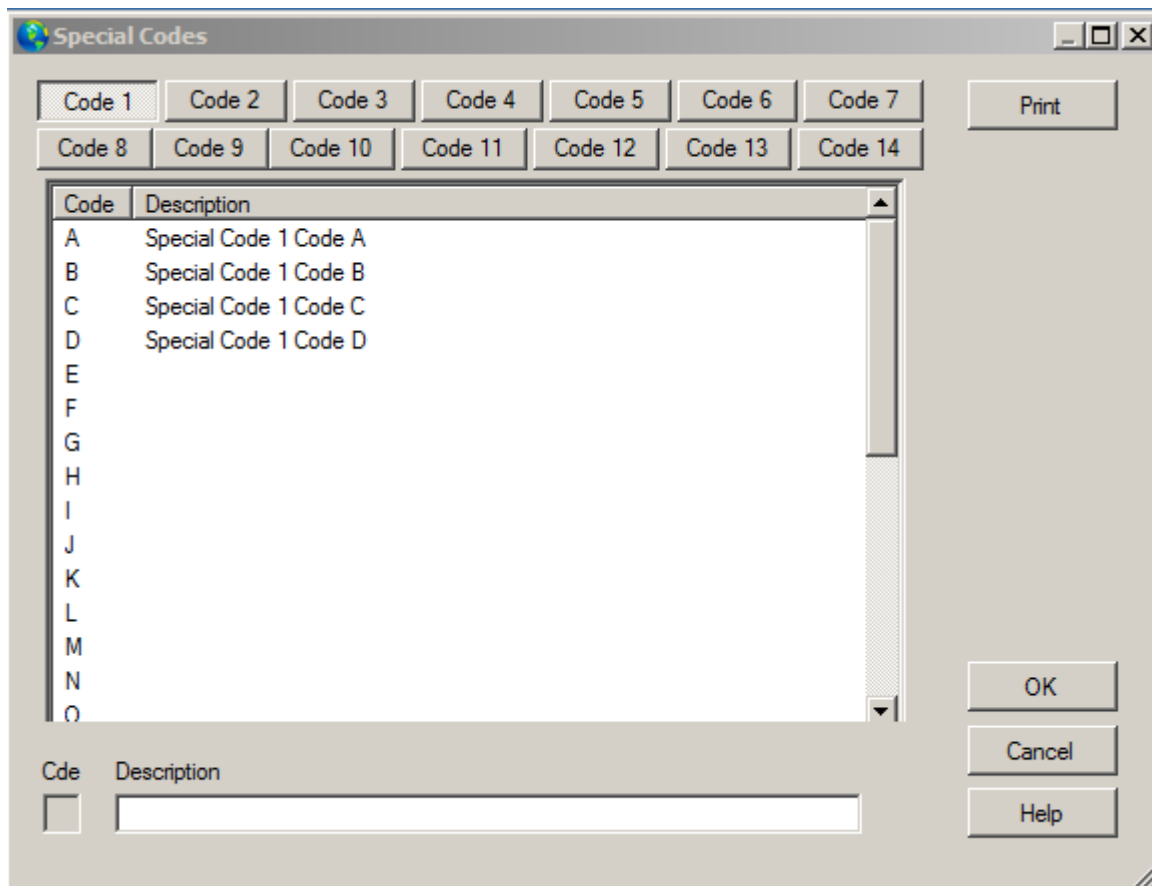 Special Codes
Code 1 Code 2 Code 3 Code 4 Code 5 Code 6 Code 7 Print
Code 8 Code 9 Code 10 Code 11 Code 12 Code 13 Code 14
Code Description
A Special Code 1 Code A
B Special Code 1 Code B
C Special Code 1 Code C
D Special Code 1 Code D
E
F
G
H
I
J
K
L
M
N
O
OK
Cancel
Cde Description
Help